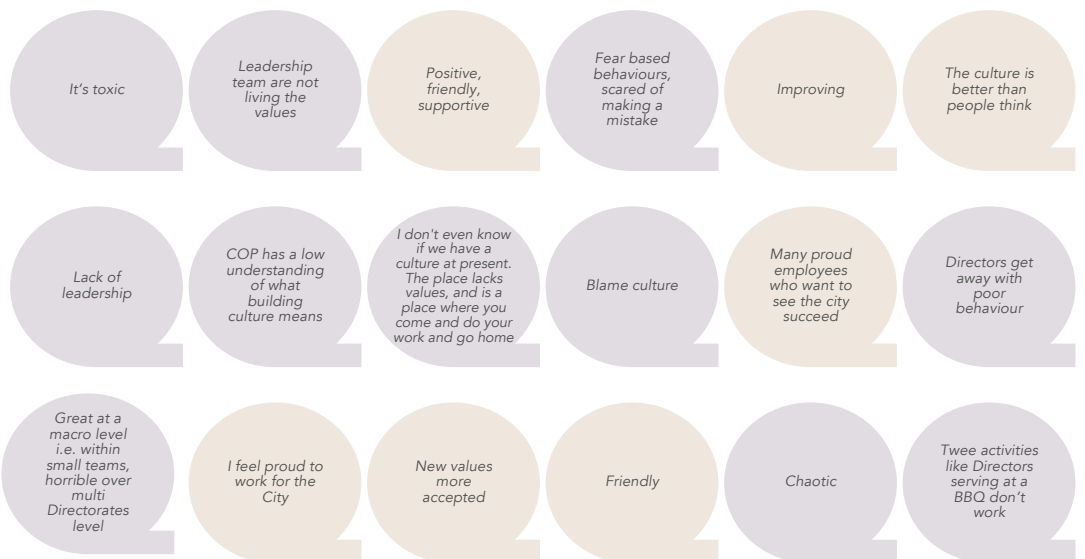 It's toxic
Leadership
team are not
living the
values
Positive,
friendly,
supportive
Fear based
behaviours,
scared of
making a
mistake
Improving
The culture is
better than
people think
Lack of
leadership
COP has a low
understanding
of what
building
culture means
I don't even know
if we have a
culture at present.
The place lacks
values, and is a
place where you
come and do your
work and go home
Blame culture
Many proud
employees
who want to
see the city
succeed
Directors get
away with
poor
behaviour
Great at a
macro level
i.e. within
small teams,
horrible over
multi
Directorates
level
I feel proud to
work for the
City
New values
more
accepted
Friendly
Chaotic
Twee activities
like Directors
serving at a
BBQ don't
work